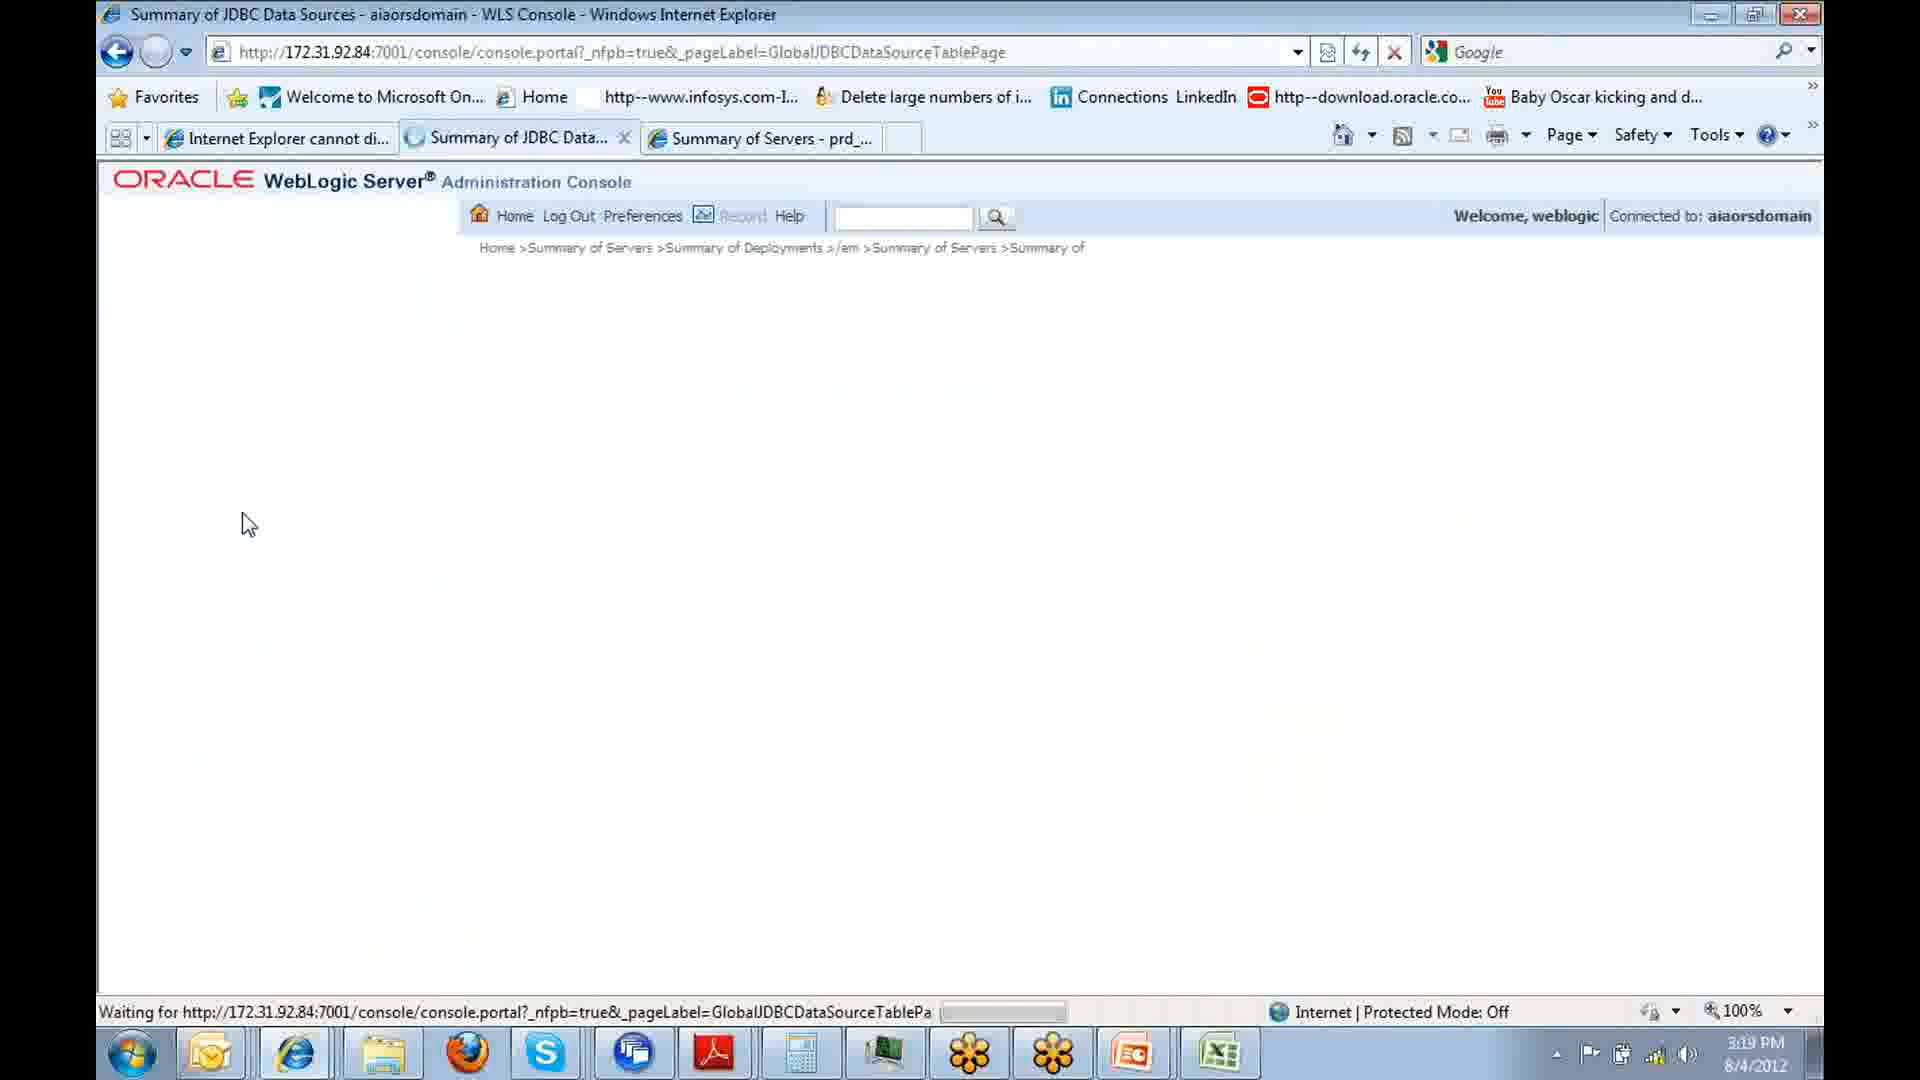 Summary of JDBC Data Sources - aiaorsdomain - WLS Console - Windows Internet Explorer
http://172.31.92.84:7001/console/console.portal?_nfpb=true&_pageLabel=GlobalJDBCDataSourceTablePage
Google
Favorites
Welcome to Microsoft On...
Home
http--www.infosys.com-I...
Delete large numbers of i...
Connections LinkedIn
http--download.oracle.co...
You Tube
Baby Oscar kicking and d...
Internet Explorer cannot di...
Summary of JDBC Data...
Summary of Servers - prd_...
Page
Safety
Tools
ORACLE WebLogic Server® Administration Console
Home Log Out Preferences Record Help
Welcome, weblogic
Connected to: aiaorsdomain
Home >Summary of Servers >Summary of Deployments >/em >Summary of Servers >Summary of
Waiting for http://172.31.92.84:7001/console/console.portal?_nfpb=true&_pageLabel=GlobalJDBCDataSourceTablePa
Internet | Protected Mode: Off
100%
3:19 PM
8/4/2012